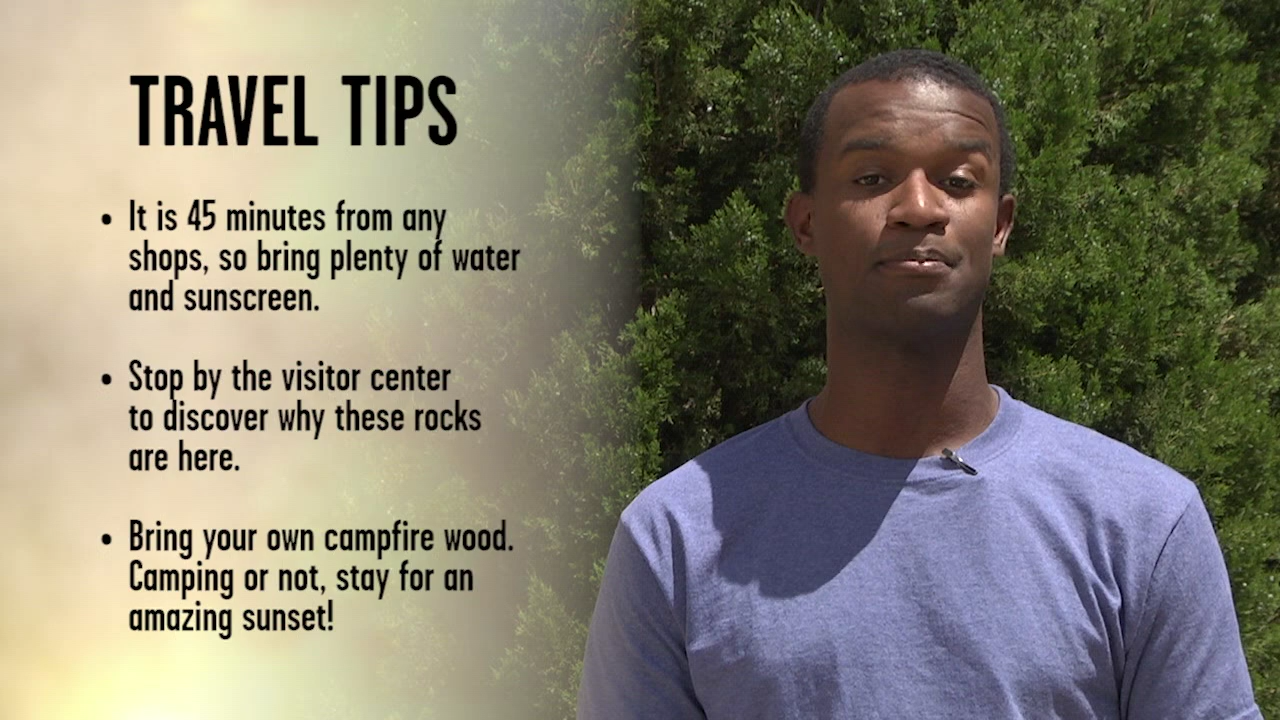 TRAVEL TIPS
• It is 45 minutes from any
shops, so bring plenty of water
and sunscreen.
• Stop by the visitor center
to discover why these rocks
are here.
• Bring your own campfire wood.
Camping or not, stay for an
amazing sunset!